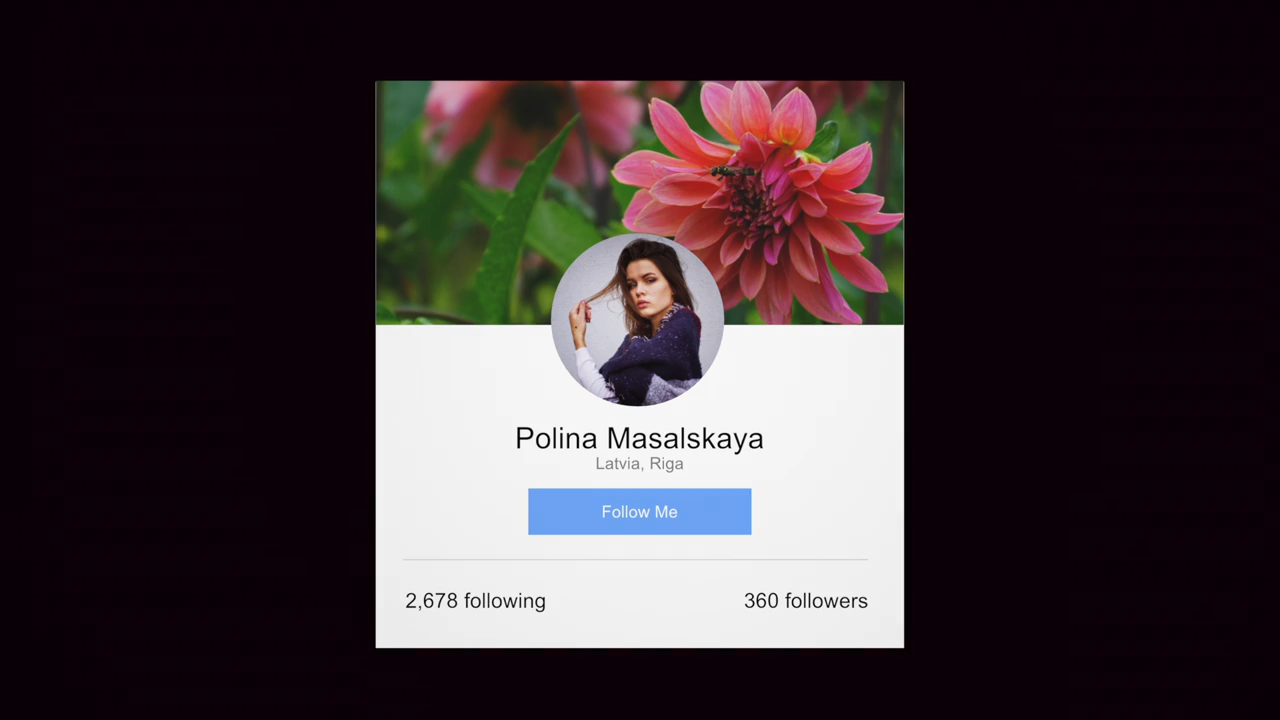 Polina Masalskaya
Latvia, Riga
Follow Me
2,678 following
360 followers